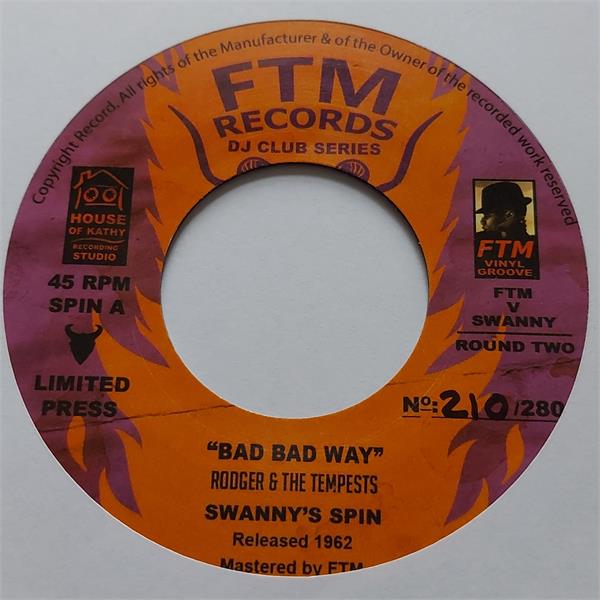 Copyright Record. All rights of the Manufacturer & of the Owner of the recorded work reserved
FTM
RECORDS
DJ CLUB SERIES
HOUSE
OF KATHY
RECORDING
STUDIO
45 RPM
SPIN A
LIMITED
PRESS
FTM
VINYL
GROOVE
FTM
V
SWANNY
ROUND TWO
Nº:210/280
"BAD BAD WAY"
RODGER & THE TEMPESTS
SWANNY'S SPIN
Released 1962
Mastered by FTM